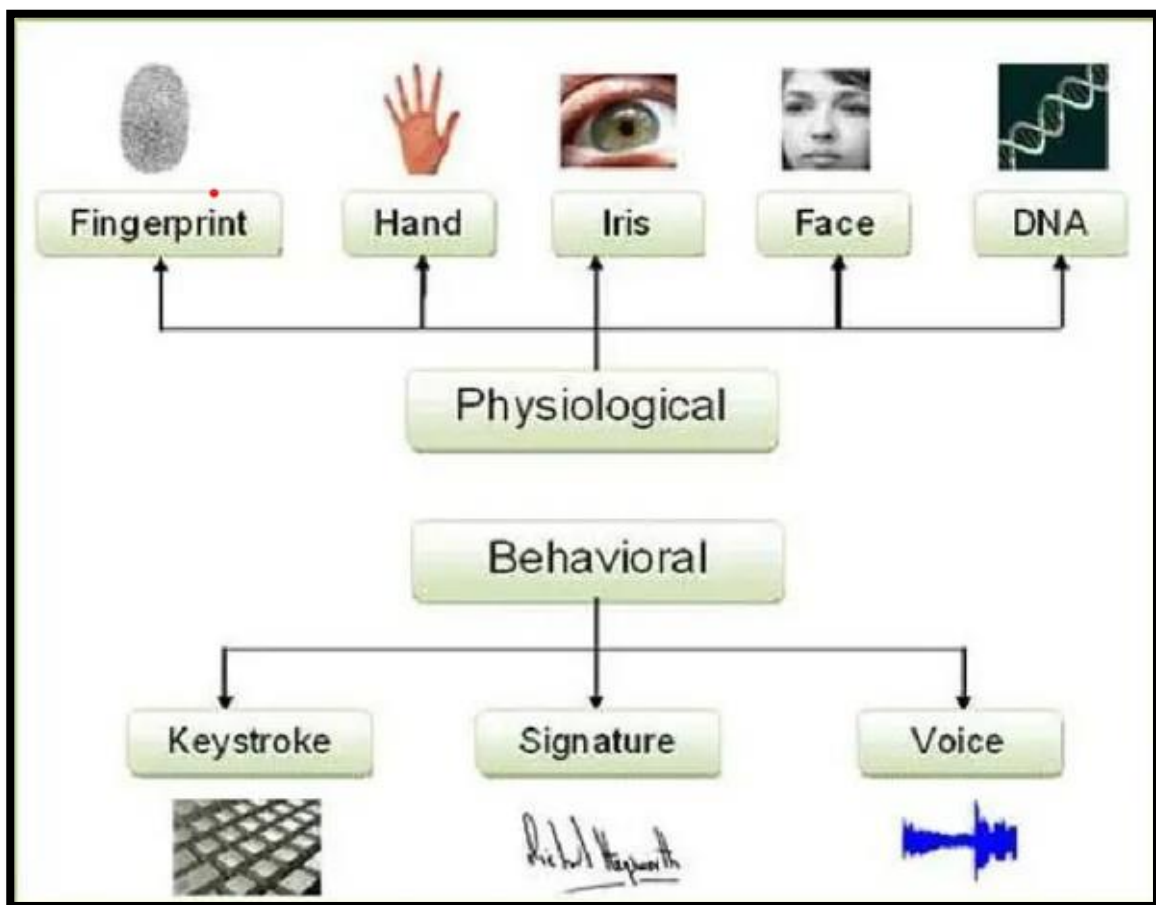 Fingerprint
Hand
Iris
Face
DNA
Physiological
Behavioral
Keystroke
Signature
Voice